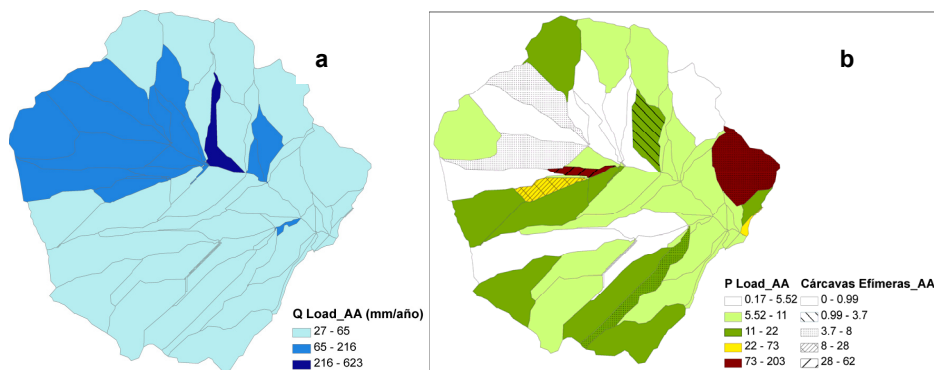 a
Q Load_AA (mm/año)
27 - 65
65 - 216
216 - 623
b
P Load_AA Cárcavas Efímeras_AA
0.17 - 5.52 0 - 0.99
5.52 - 11 0.99 - 3.7
11 - 22 3.7 - 8
22 - 73 8 - 28
73 - 203 28 - 62